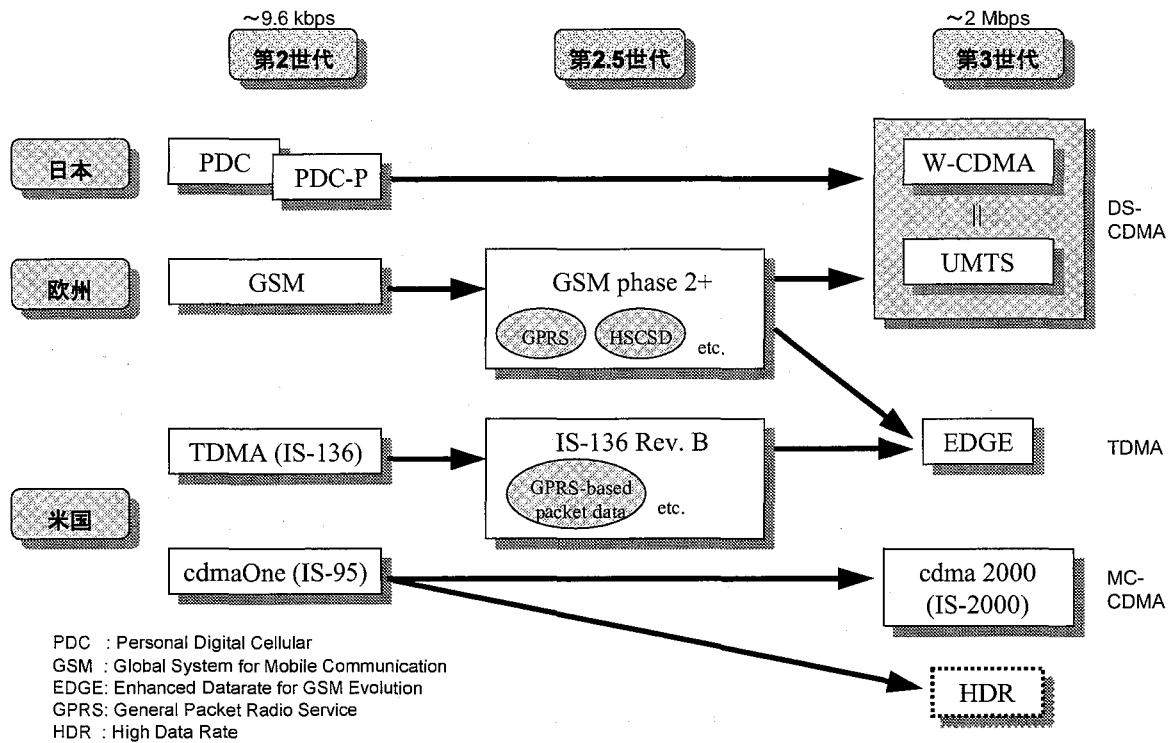 ~9.6 kbps
~2 Mbps
第2世代
第2.5世代
第3世代
日本
PDC
PDC-P
W-CDMA
||
UMTS
DS-
CDMA
欧州
GSM
GSM phase 2+
GPRS
HSCSD
etc.
米国
TDMA (IS-136)
IS-136 Rev. B
GPRS-based
packet data
etc.
EDGE
TDMA
cdmaOne (IS-95)
cdma 2000
(IS-2000)
MC-
CDMA
HDR
PDC : Personal Digital Cellular
GSM : Global System for Mobile Communication
EDGE: Enhanced Datarate for GSM Evolution
GPRS: General Packet Radio Service
HDR : High Data Rate